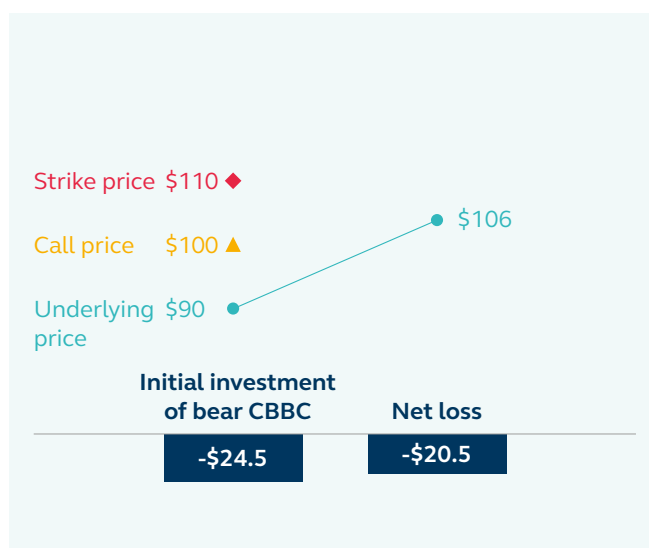 Strike price $110
$106
Call price $100
Underlying $90
price
Initial investment
of bear CBBC
Net loss
-$24.5
-$20.5